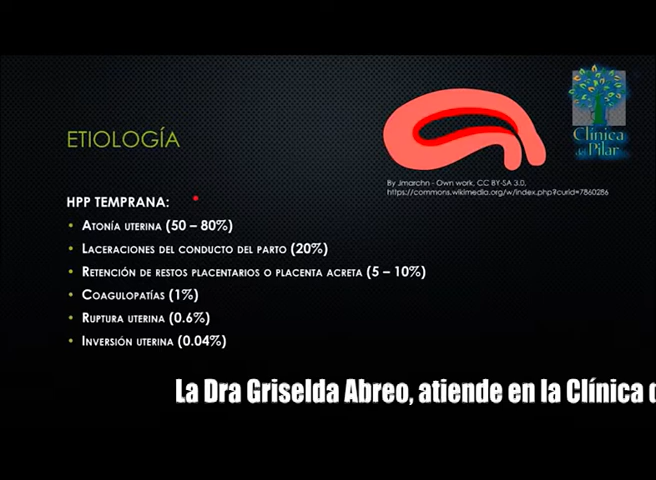 ETIOLOGÍA
By Jmarchn - Own work, CC BY-SA 3.0,
https://commons.wikimedia.org/w/index.php?curid=7860286
Clínica
del Pilar
HPP TEMPRANA:
• ATONÍA UTERINA (50 – 80%)
• LACERACIONES DEL CONDUCTO DEL PARTO (20%)
• RETENCIÓN DE RESTOS PLACENTARIOS O PLACENTA ACRETA (5 – 10%)
• COAGULOPATÍAS (1%)
• RUPTURA UTERINA (0.6%)
• INVERSIÓN UTERINA (0.04%)
La Dra Griselda Abreo, atiende en la Clínica